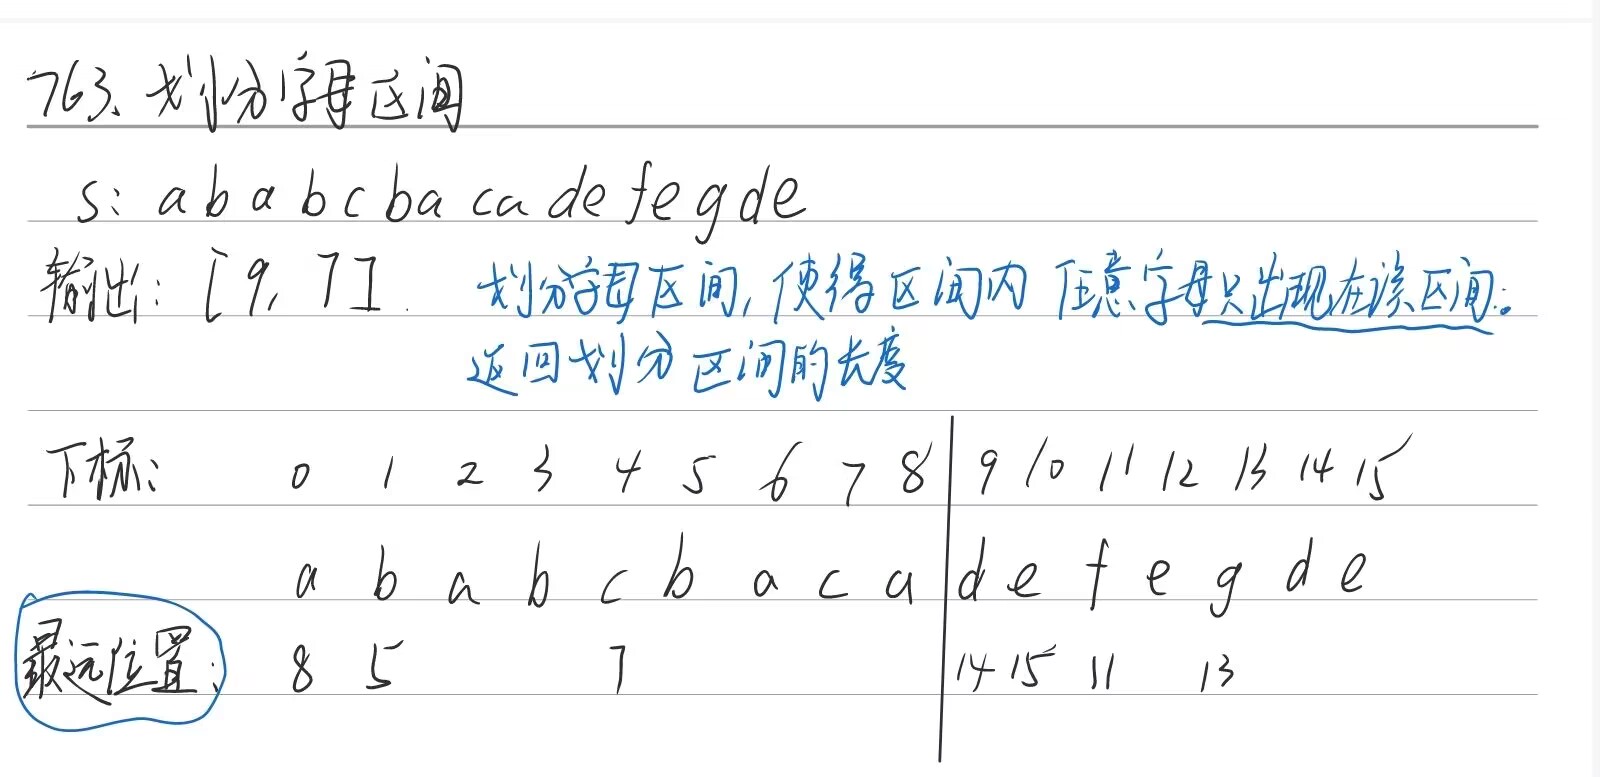 763. 划分字母区间
s: ababcbacadefegde
输出: [9, 7] 划分字母区间,使得区间内任意字母只出现在该区间。
返回划分区间的长度
下标: 0 1 2 3 4 5 6 7 8 9 10 11 12 13 14 15
a b a b c b a c a d e f e g d e
最远位置: 8 5 7 14 15 11 13